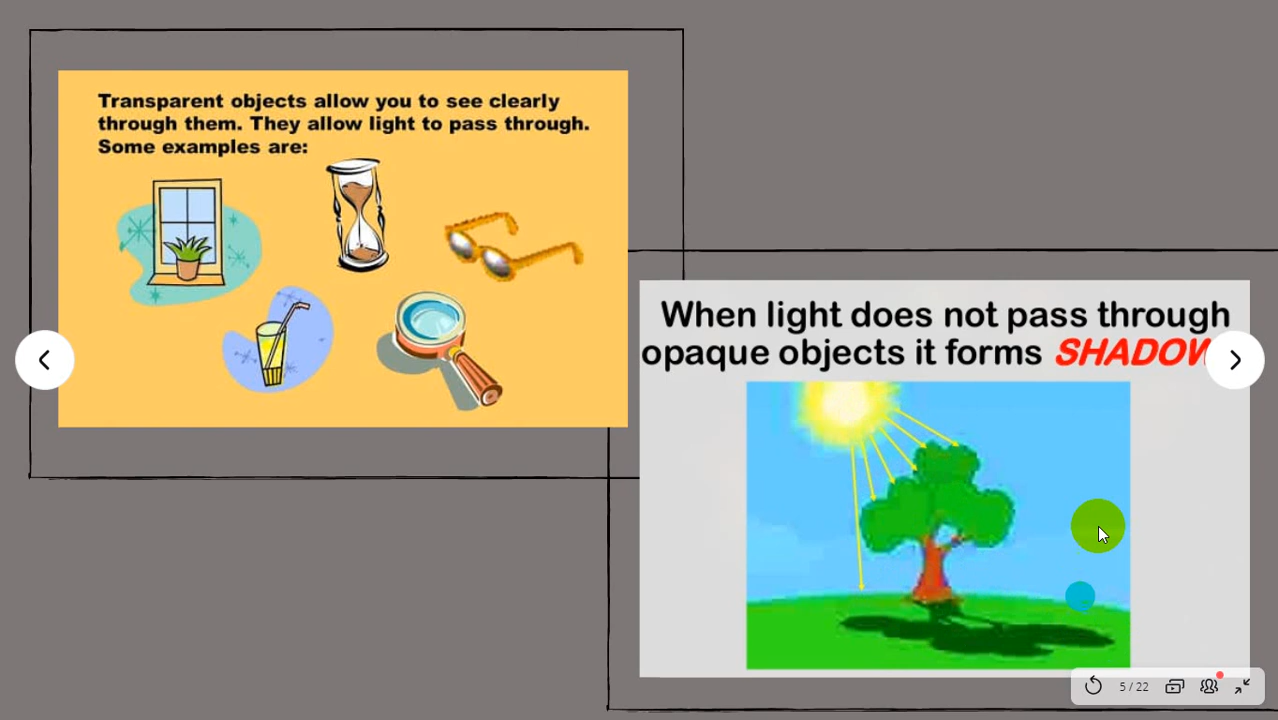 Transparent objects allow you to see clearly
through them. They allow light to pass through.
Some examples are:
When light does not pass through
opaque objects it forms
5 / 22